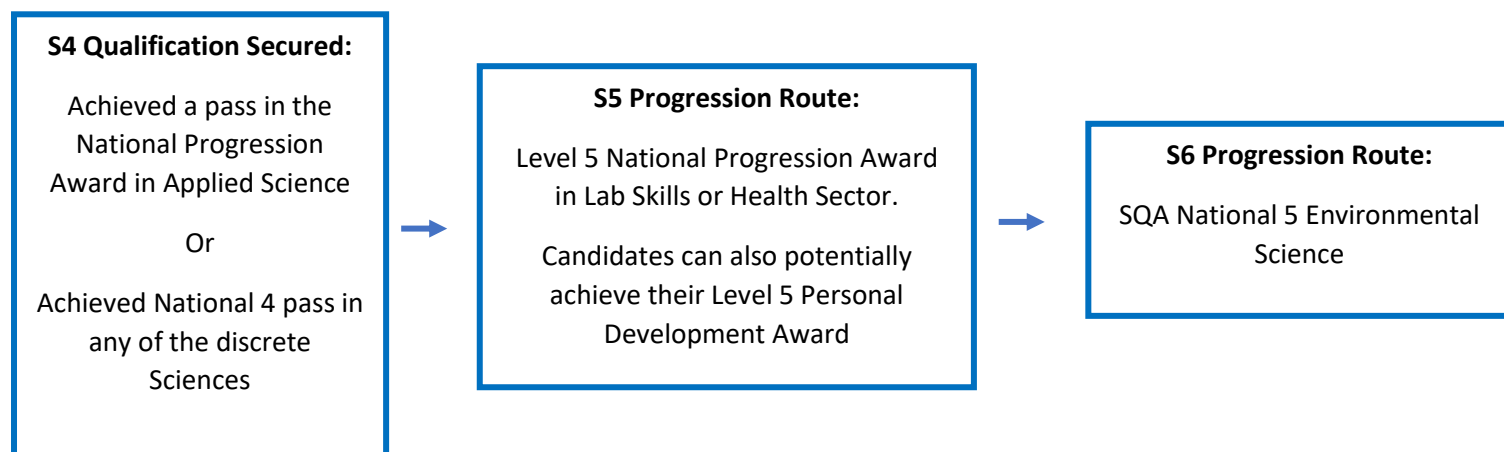 S4 Qualification Secured:
Achieved a pass in the
National Progression
Award in Applied Science
Or
Achieved National 4 pass in
any of the discrete
Sciences
S5 Progression Route:
Level 5 National Progression Award
in Lab Skills or Health Sector.
Candidates can also potentially
achieve their Level 5 Personal
Development Award
S6 Progression Route:
SQA National 5 Environmental
Science